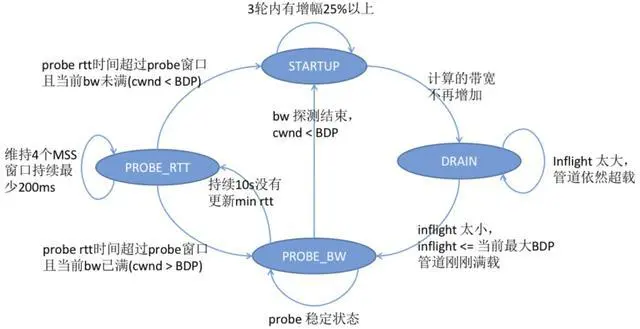 3轮内有增幅25%以上
STARTUP
probe rtt时间超过probe窗口
且当前bw未满(cwnd < BDP)
计算的带宽
不再增加
bw 探测结束，
cwnd < BDP
维持4个MSS
窗口持续最
少200ms
PROBE_RTT
DRAIN
Inflight 太大，
管道依然超载
持续10s没有
更新min rtt
probe rtt时间超过probe窗口
且当前bw已满(cwnd > BDP)
inflight 太小，
inflight <= 当前最大BDP
管道刚刚满载
PROBE_BW
probe 稳定状态